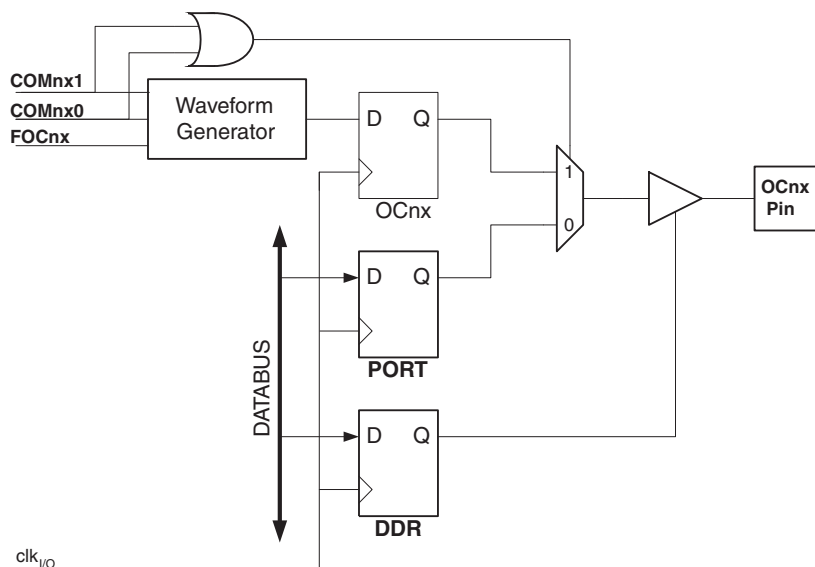 COMnx1
COMnx0
FOCnx
Waveform
Generator
D Q
OCnx
1
0
OCnx
Pin
D Q
PORT
D Q
DDR
DATABUS
clkI/O